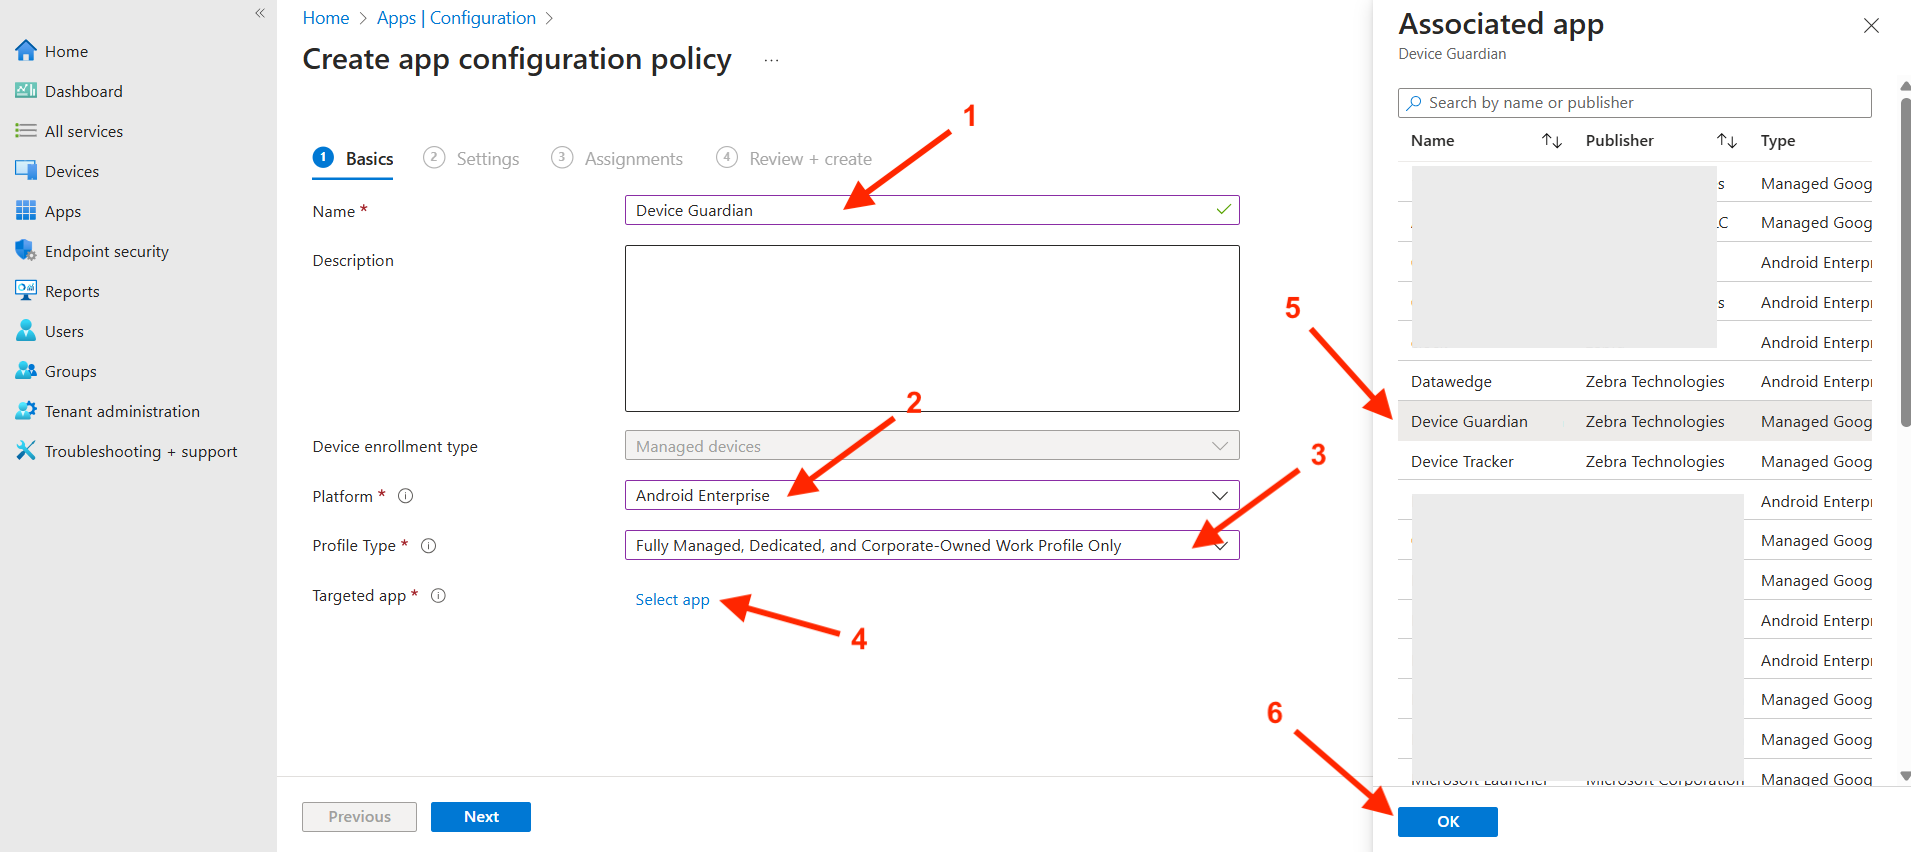 «
Home
Dashboard
All services
Devices
Apps
Endpoint security
Reports
Users
Groups
Tenant administration
Troubleshooting + support
Home > Apps | Configuration >
Create app configuration policy ...
1 Basics 2 Settings 3 Assignments 4 Review + create
1
Name * Device Guardian
Description
2
Device enrollment type Managed devices
3
Platform * Android Enterprise
Profile Type * Fully Managed, Dedicated, and Corporate-Owned Work Profile Only
Targeted app * Select app
4
Previous Next
Associated app
Device Guardian
Search by name or publisher
Name Publisher Type
s Managed Goog
LC Managed Goog
Android Enterp
s Android Enterp
5
Android Enterp
Datawedge Zebra Technologies Android Enterp
Device Guardian Zebra Technologies Managed Goog
Device Tracker Zebra Technologies Managed Goog
Android Enterp
Managed Goog
Managed Goog
Android Enterp
Android Enterp
Managed Goog
6
Managed Goog
Microsoft Launcher Microsoft Corporation Managed Goog
OK